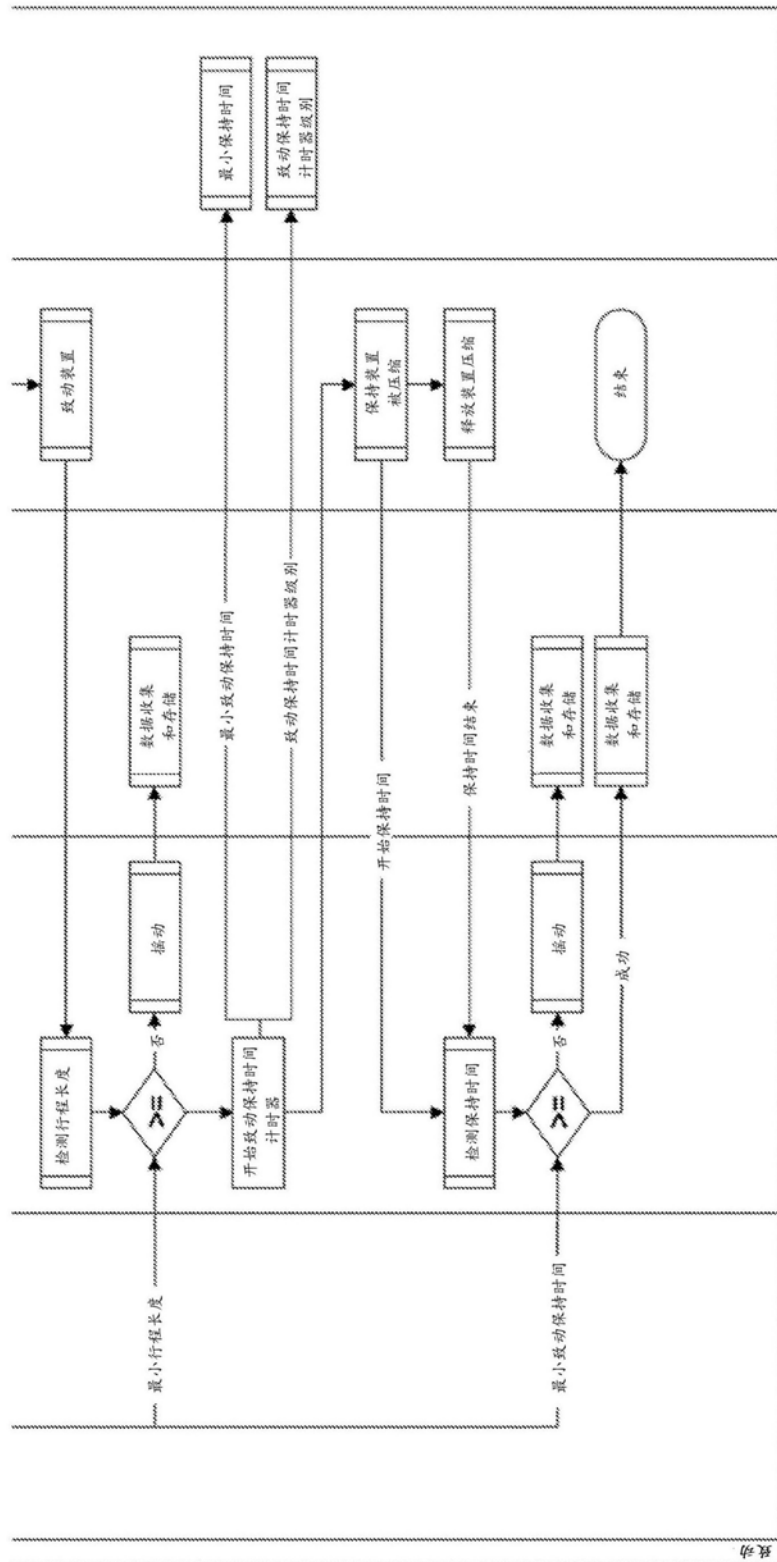 致动装置
检测行程长度
最小行程长度
>=
否
摇动
数据收集
和存储
开始致动保持时间
计时器
最小致动保持时间
最小保持时间
致动保持时间计时器级别
致动保持时间
计时器级别
保持装置
被压缩
开始保持时间
释放装置压缩
保持时间结束
检测保持时间
最小致动保持时间
>=
否
摇动
数据收集
和存储
成功
数据收集
和存储
结束
致动